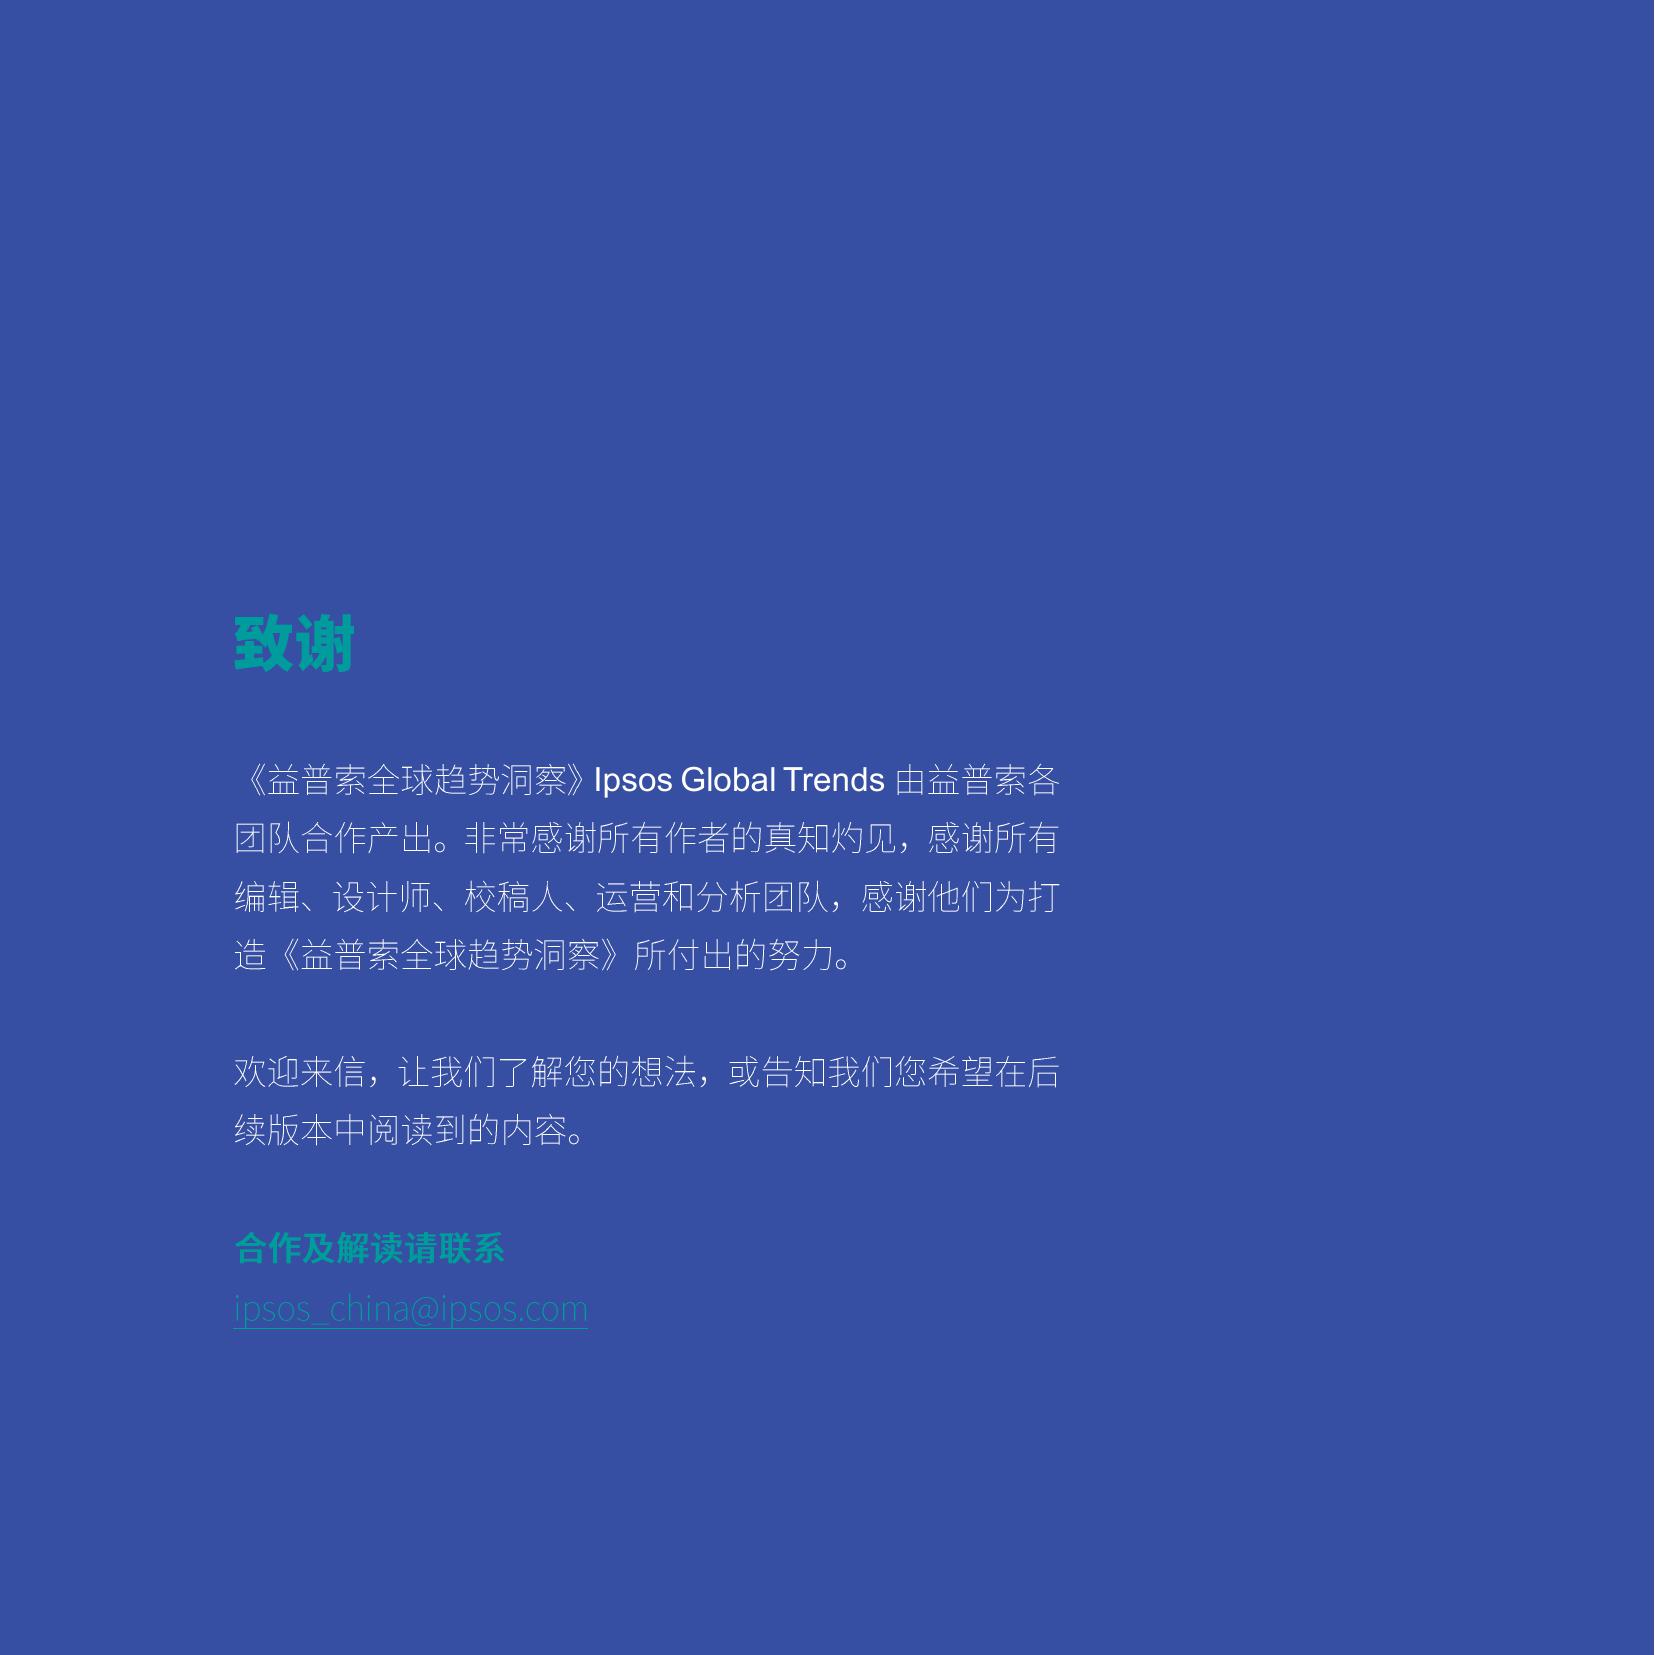 致谢
《益普索全球趋势洞察》Ipsos Global Trends 由益普索各
团队合作产出。非常感谢所有作者的真知灼见，感谢所有
编辑、设计师、校稿人、运营和分析团队，感谢他们为打
造《益普索全球趋势洞察》所付出的努力。
欢迎来信，让我们了解您的想法，或告知我们您希望在后
续版本中阅读到的内容。
合作及解读请联系
ipsos_china@ipsos.com